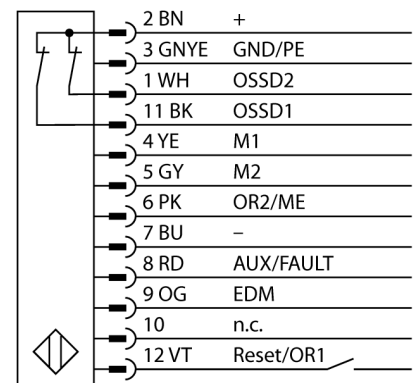 2 BN +
3 GNYE GND/PE
1 WH OSSD2
11 BK OSSD1
4 YE M1
5 GY M2
6 PK OR2/ME
7 BU –
8 RD AUX/FAULT
9 OG EDM
10 n.c.
12 VT Reset/OR1